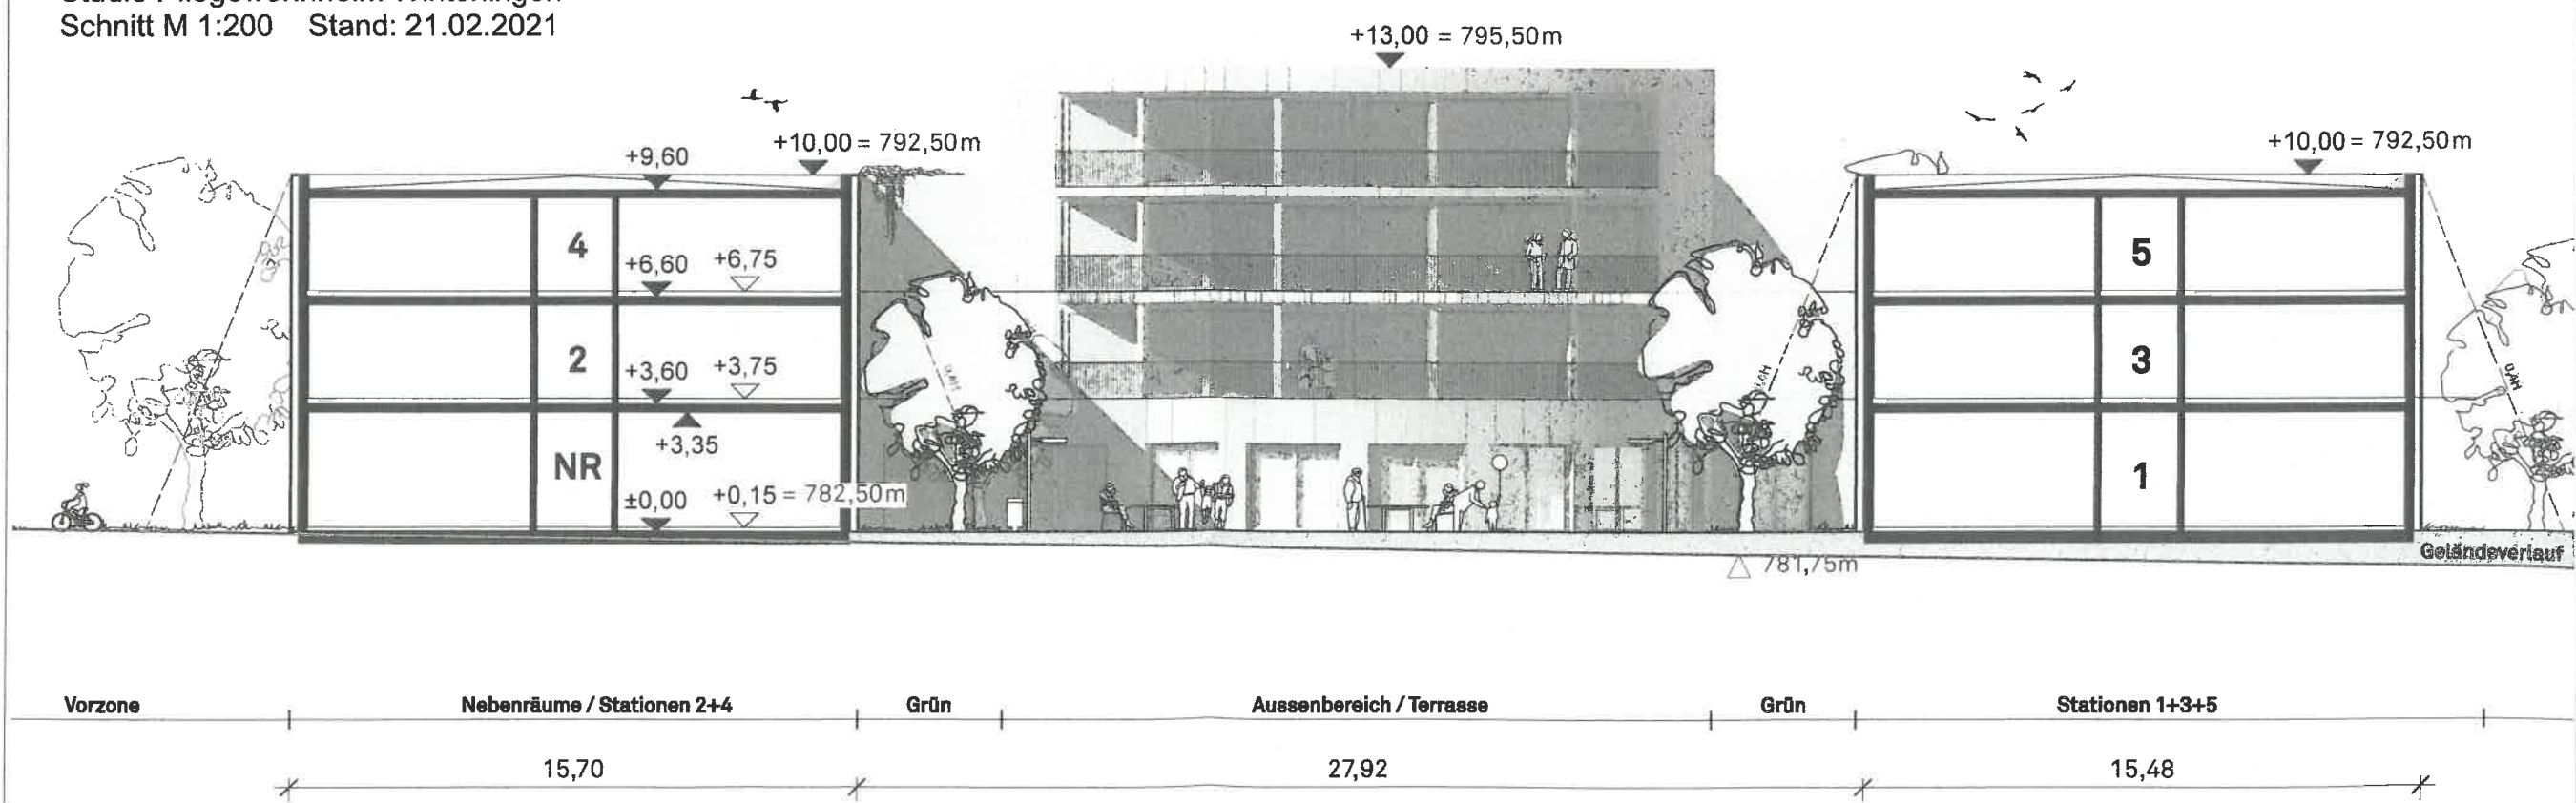 Schnitt M 1:200 Stand: 21.02.2021
+13,00 = 795,50m
+10,00 = 792,50m
+10,00 = 792,50m
+9,60
4
+6,60 +6,75
5
2
+3,60 +3,75
3
+3,35
NR
±0,00 +0,15 = 782,50m
1
Geländeverlauf
781,75m
Vorzone
Nebenräume / Stationen 2+4
Grün
Aussenbereich / Terrasse
Grün
Stationen 1+3+5
15,70
27,92
15,48